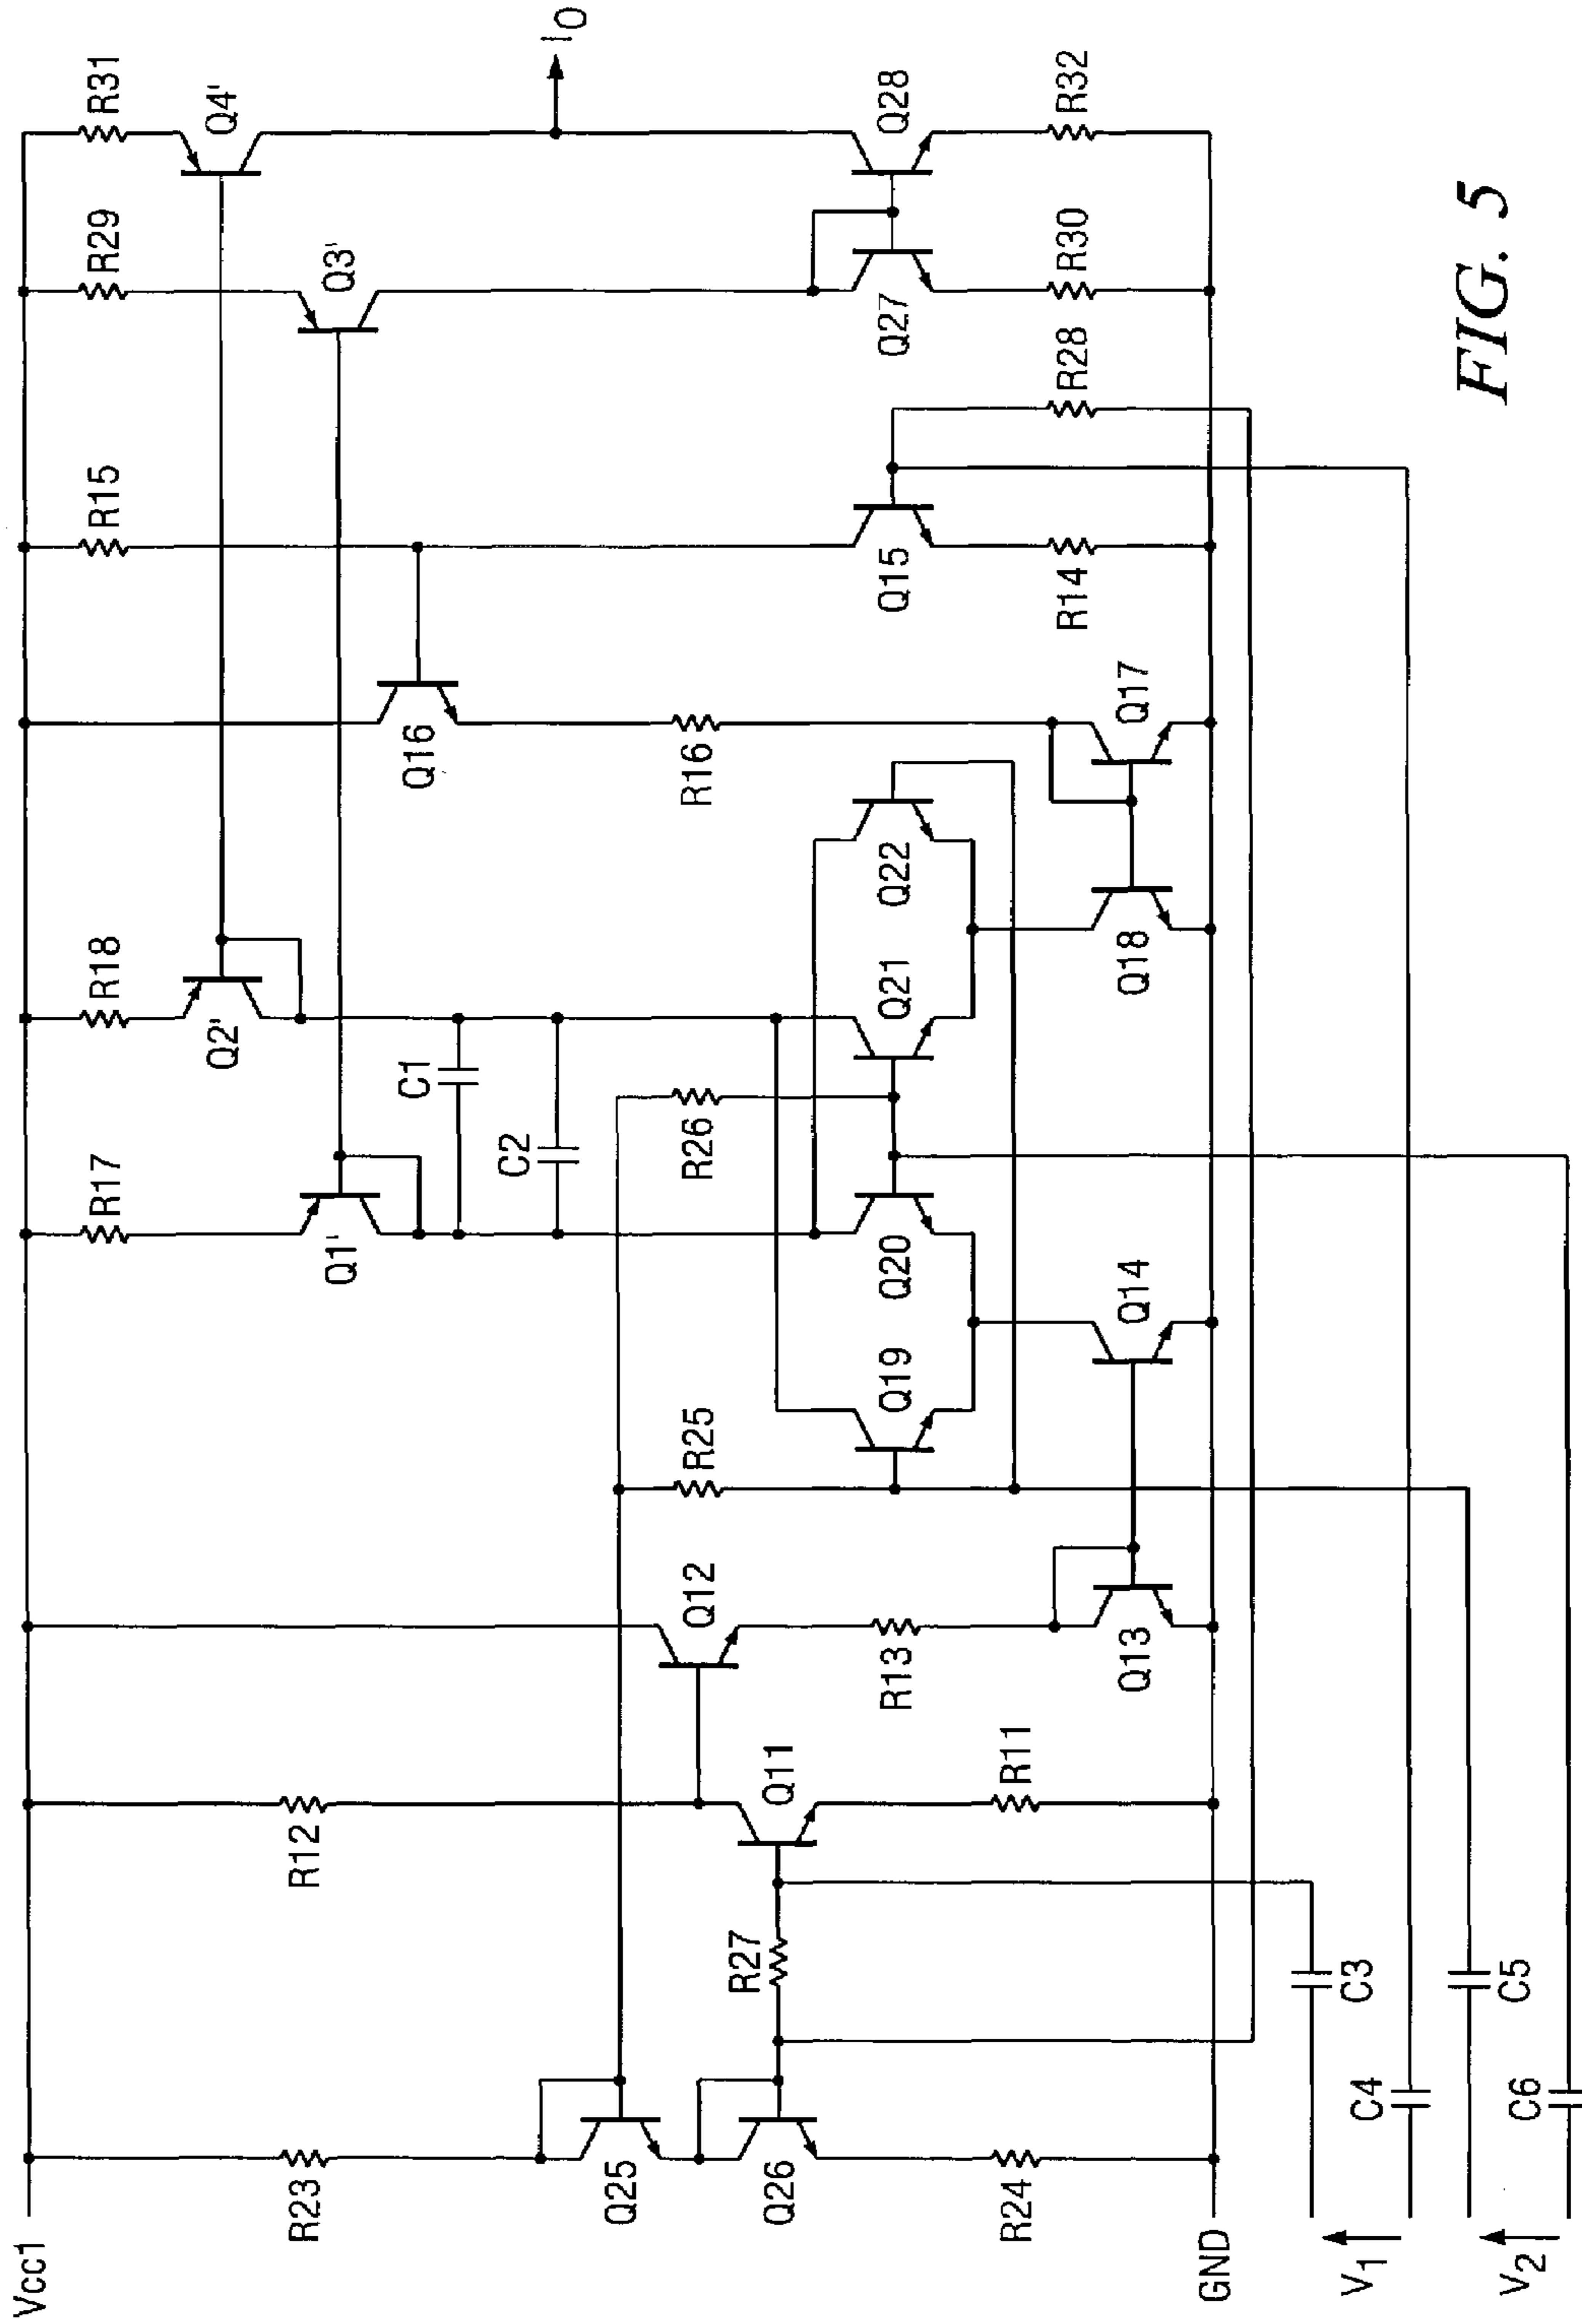 Vcc1
R23
Q25
Q26
R24
GND
R12
R27
Q11
R11
Q12
R13
Q13
R25
Q19
Q14
R17
Q1'
C2
C1
Q20
R26
R18
Q2'
Q21
Q18
Q22
Q16
R16
Q17
R15
Q15
R14
R29
Q3'
Q27
R28
R30
R31
Q4'
IO
Q28
R32
V1
C3
C4
V2
C5
C6
FIG. 5